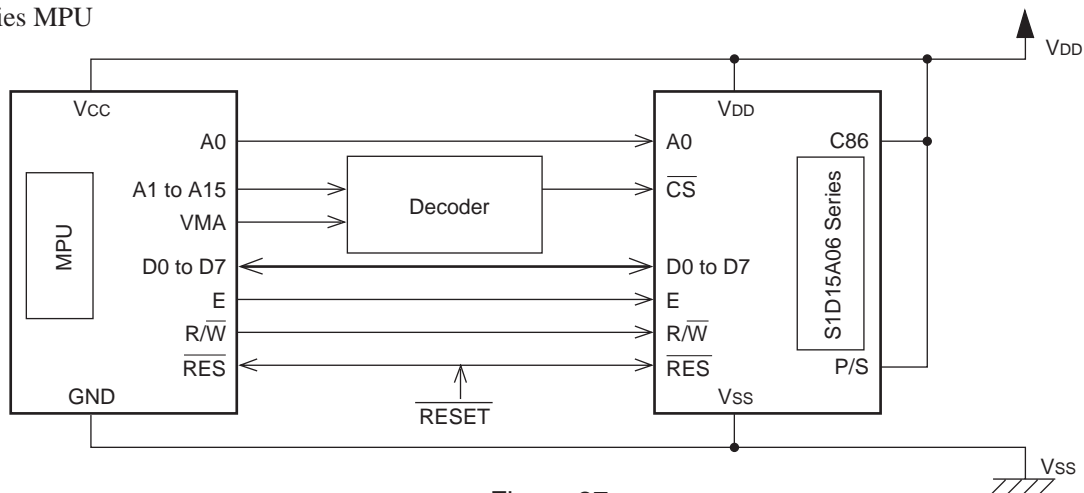 ies MPU
VDD
VCC
A0
A1 to A15
VMA
D0 to D7
E
R/W
RES
GND
MPU
Decoder
RESET
VDD
A0
CS
D0 to D7
E
R/W
RES
VSS
C86
P/S
S1D15A06 Series
VSS